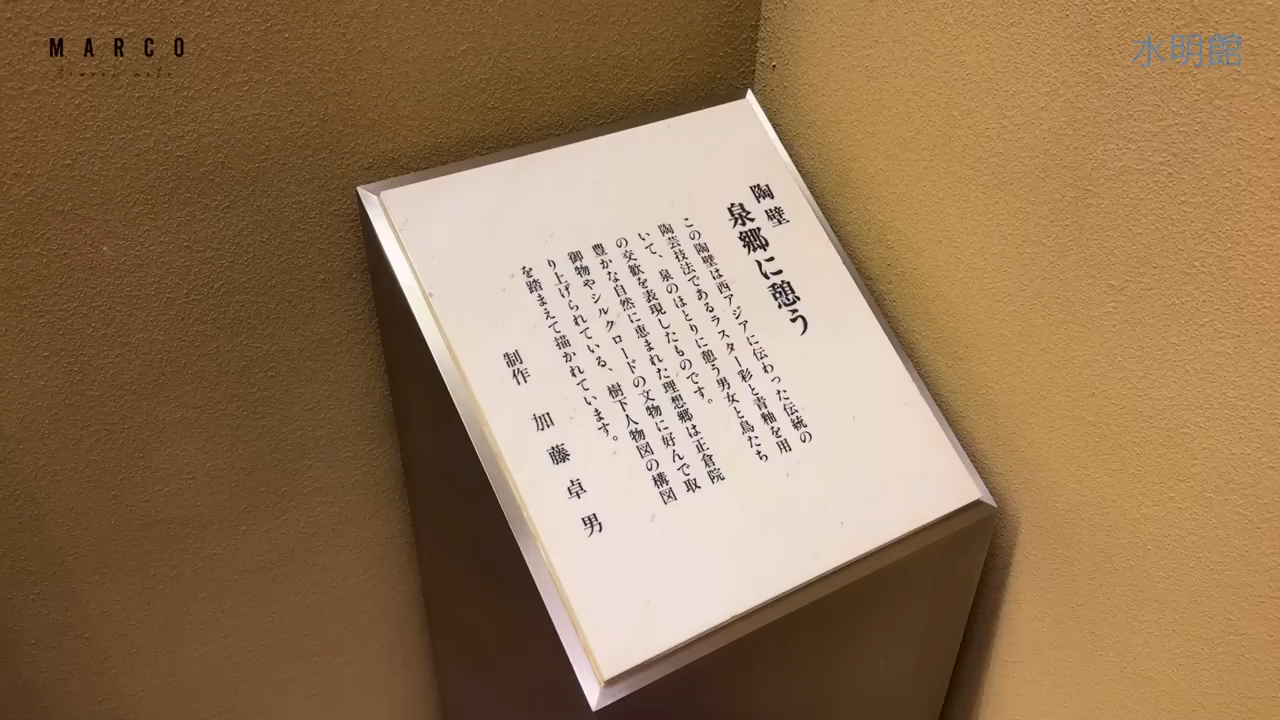 MARCO
水明館
陶壁
泉郷に憩う
この陶壁は西アジアに伝わった伝統の
陶芸技法であるラスター彩と青釉を用
いて、泉のほとりに憩う男女と鳥たち
の交歓を表現したものです。
豊かな自然に恵まれた理想郷は正倉院
御物やシルクロードの文物に好んで取
り上げられている、樹下人物図の構図
を踏まえて描かれています。
制作 加藤卓男